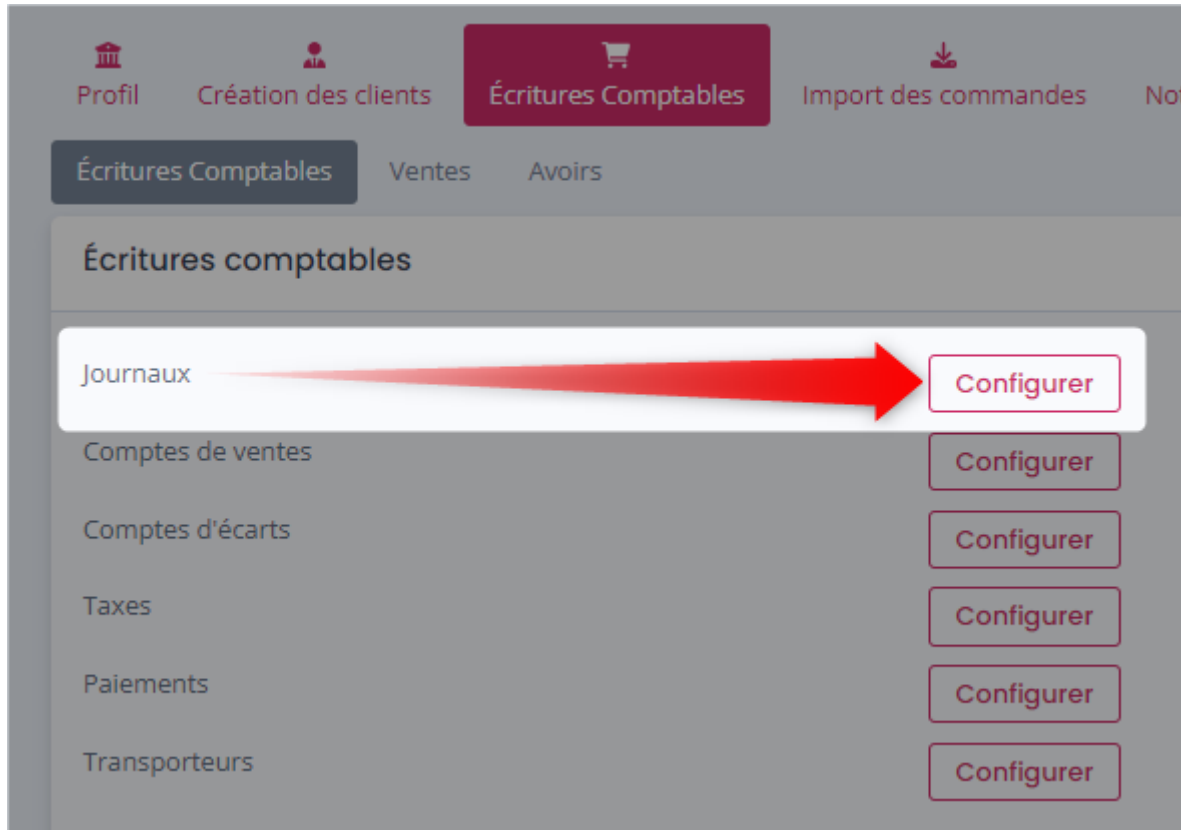 Profil Création des clients Écritures Comptables Import des commandes
Écritures Comptables Ventes Avoirs
Écritures comptables
Journaux Configurer
Comptes de ventes Configurer
Comptes d'écarts Configurer
Taxes Configurer
Paiements Configurer
Transporteurs Configurer